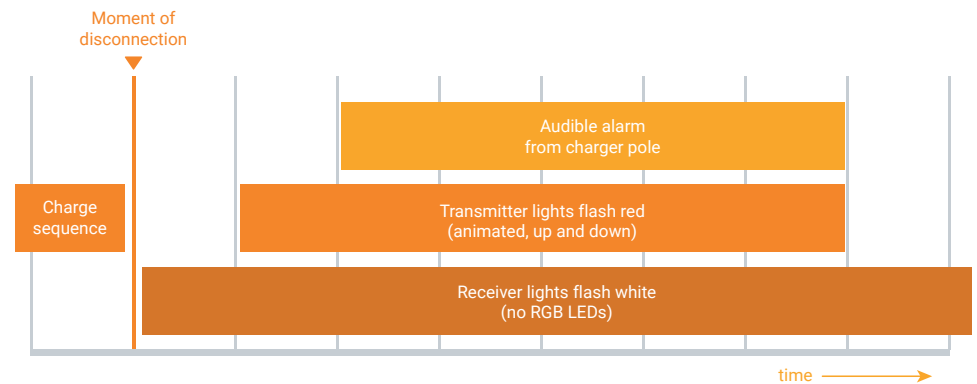 Moment of
disconnection
Audible alarm
from charger pole
Charge
sequence
Transmitter lights flash red
(animated, up and down)
Receiver lights flash white
(no RGB LEDs)
time